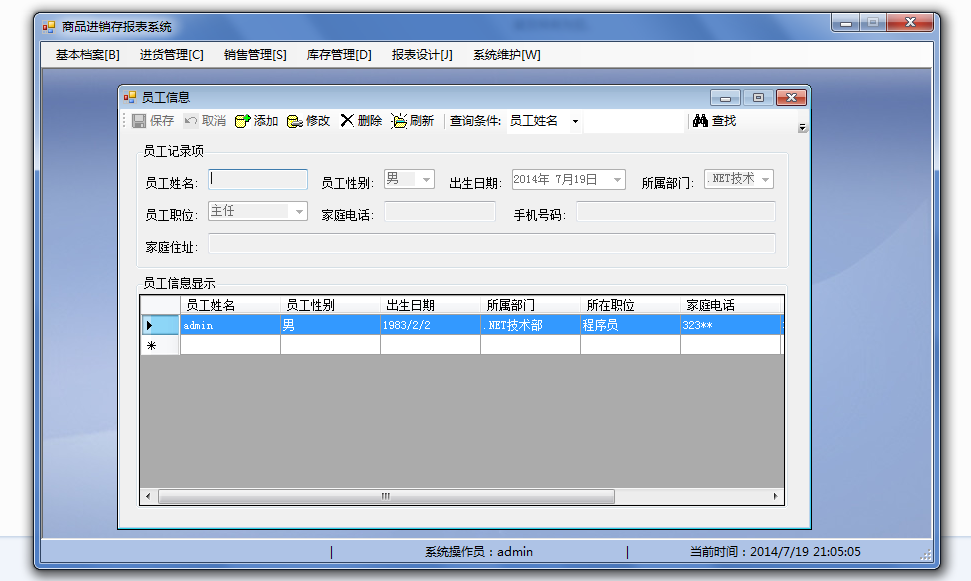 商品进销存报表系统
基本档案[B] 进货管理[C] 销售管理[S] 库存管理[D] 报表设计[J] 系统维护[W]
员工信息
保存 取消 添加 修改 删除 刷新 查询条件: 员工姓名 查找
员工记录项
员工姓名: 员工性别: 男 出生日期: 2014年 7月19日 所属部门: .NET技术
员工职位: 主任 家庭电话: 手机号码:
家庭住址:
员工信息显示
员工姓名 员工性别 出生日期 所属部门 所在职位 家庭电话
admin 男 1983/2/2 .NET技术部 程序员 323**
系统操作员：admin 当前时间：2014/7/19 21:05:05